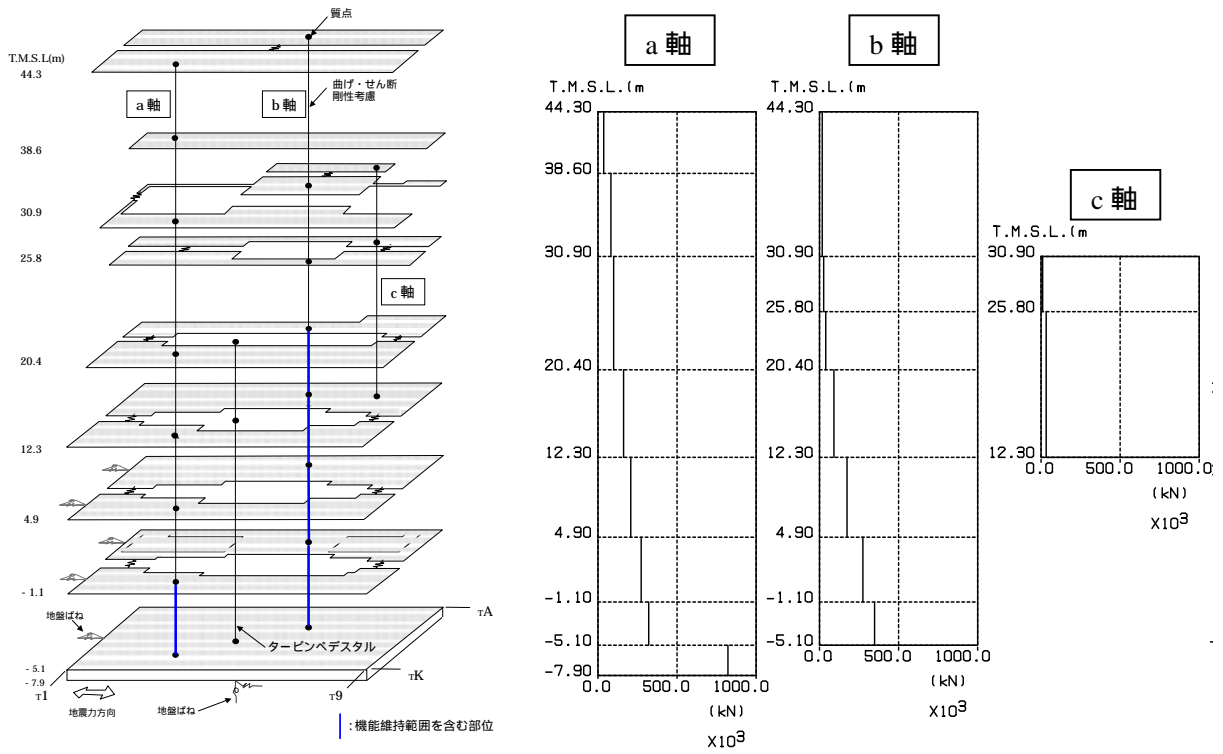 質点
T.M.S.L(m)
44.3
曲げ・せん断
剛性考慮
a 軸
b 軸
38.6
30.9
25.8
c 軸
20.4
12.3
4.9
-1.1
地盤ばね
TA
タービンペデスタル
-5.1
-7.9
TK
T1
T9
地震力方向
地盤ばね
:機能維持範囲を含む部位
a 軸
T.M.S.L.(m
44.30
38.60
30.90
20.40
12.30
4.90
-1.10
-5.10
-7.90
0.0 500.0 1000.0
(kN)
X10³
b 軸
T.M.S.L.(m
44.30
30.90
25.80
20.40
12.30
4.90
-1.10
-5.10
0.0 500.0 1000.0
(kN)
X10³
c 軸
T.M.S.L.(m
30.90
25.80
12.30
0.0 500.0 1000.0
(kN)
X10³